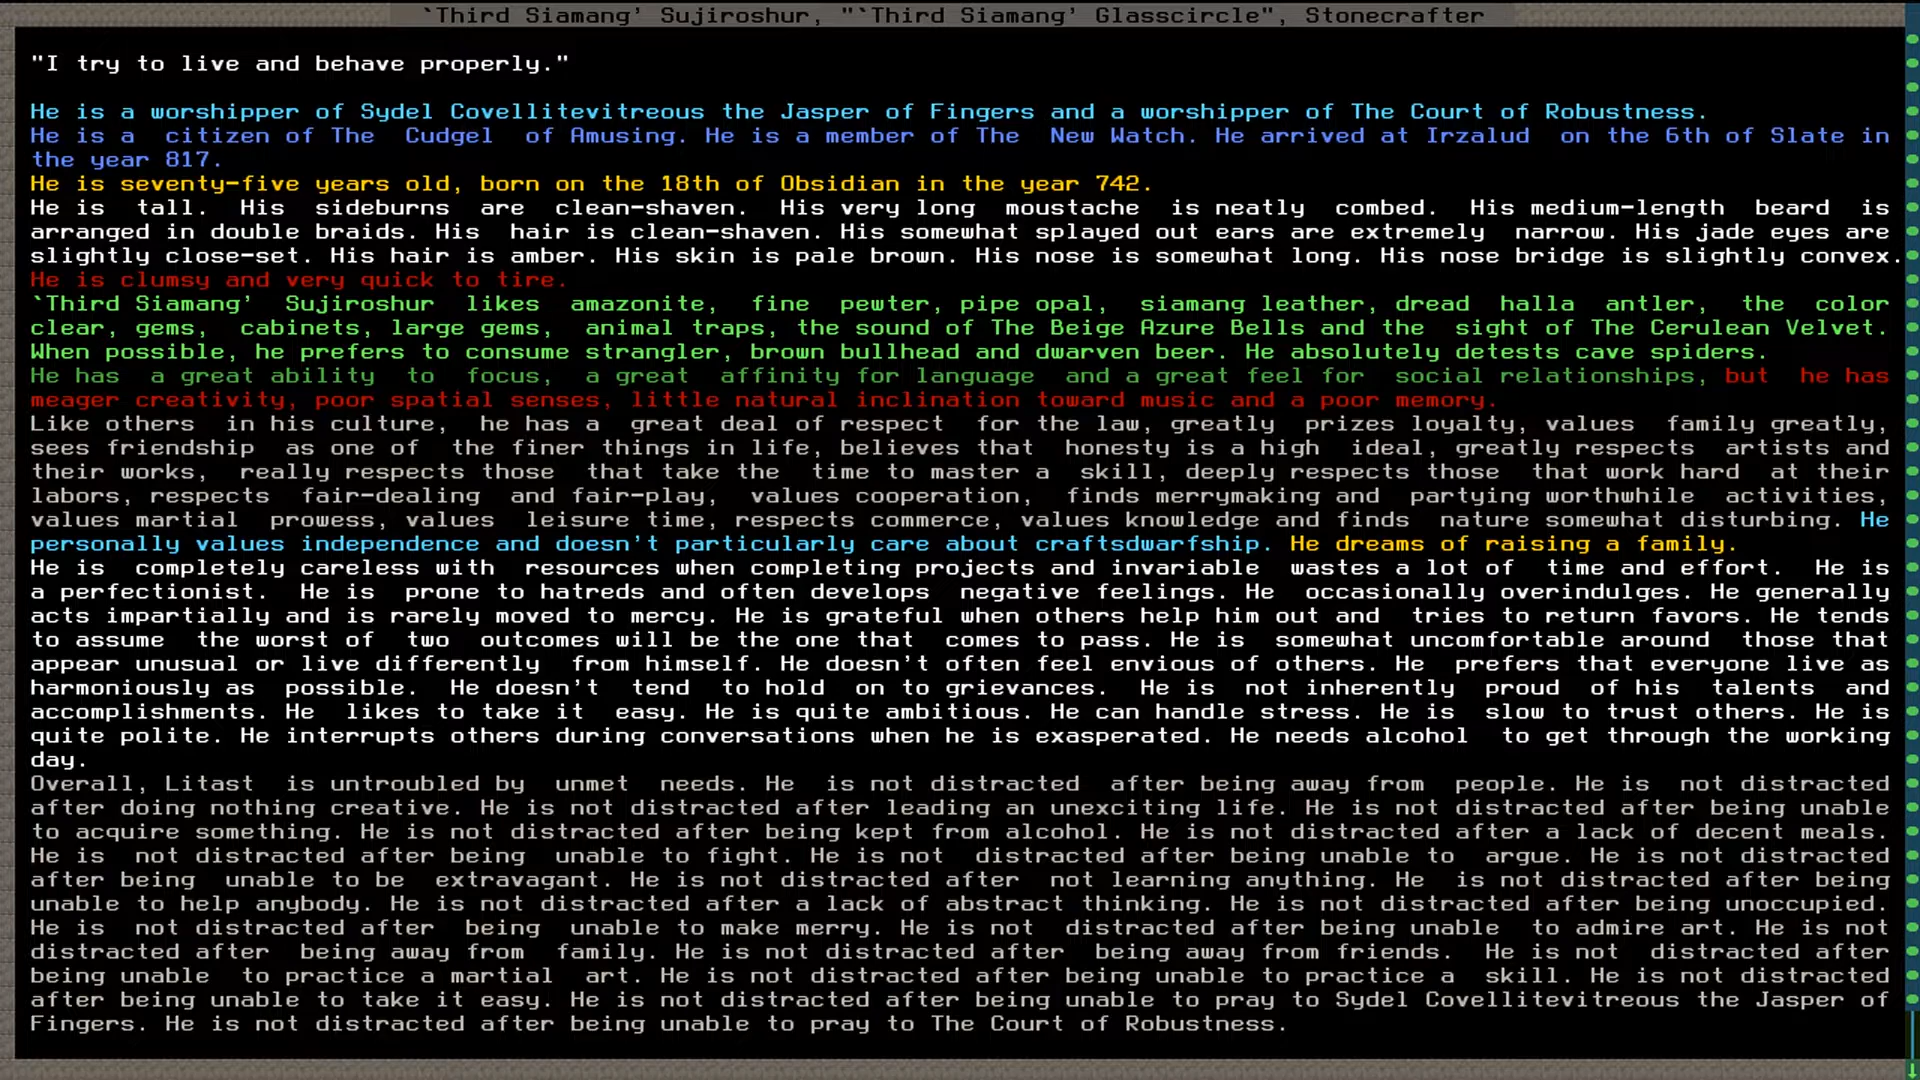 `Third Siamang' Sujiroshur, "`Third Siamang' Glasscircle", Stonecrafter
"I try to live and behave properly."
He is a worshipper of Sydel Covellitevitreous the Jasper of Fingers and a worshipper of The Court of Robustness.
He is a citizen of The Cudgel of Amusing. He is a member of The New Watch. He arrived at Irzalud on the 6th of Slate in
the year 817.
He is seventy-five years old, born on the 18th of Obsidian in the year 742.
He is tall. His sideburns are clean-shaven. His very long moustache is neatly combed. His medium-length beard is
arranged in double braids. His hair is clean-shaven. His somewhat splayed out ears are extremely narrow. His jade eyes are
slightly close-set. His hair is amber. His skin is pale brown. His nose is somewhat long. His nose bridge is slightly convex.
He is clumsy and very quick to tire.
`Third Siamang' Sujiroshur likes amazonite, fine pewter, pipe opal, siamang leather, dread halla antler, the color
clear, gems, cabinets, large gems, animal traps, the sound of The Beige Azure Bells and the sight of The Cerulean Velvet.
When possible, he prefers to consume strangler, brown bullhead and dwarven beer. He absolutely detests cave spiders.
He has a great ability to focus, a great affinity for language and a great feel for social relationships, but he has
meager creativity, poor spatial senses, little natural inclination toward music and a poor memory.
Like others in his culture, he has a great deal of respect for the law, greatly prizes loyalty, values family greatly,
sees friendship as one of the finer things in life, believes that honesty is a high ideal, greatly respects artists and
their works, really respects those that take the time to master a skill, deeply respects those that work hard at their
labors, respects fair-dealing and fair-play, values cooperation, finds merrymaking and partying worthwhile activities,
values martial prowess, values leisure time, respects commerce, values knowledge and finds nature somewhat disturbing. He
personally values independence and doesn't particularly care about craftsdwarfship. He dreams of raising a family.
He is completely careless with resources when completing projects and invariable wastes a lot of time and effort. He is
a perfectionist. He is prone to hatreds and often develops negative feelings. He occasionally overindulges. He generally
acts impartially and is rarely moved to mercy. He is grateful when others help him out and tries to return favors. He tends
to assume the worst of two outcomes will be the one that comes to pass. He is somewhat uncomfortable around those that
appear unusual or live differently from himself. He doesn't often feel envious of others. He prefers that everyone live as
harmoniously as possible. He doesn't tend to hold on to grievances. He is not inherently proud of his talents and
accomplishments. He likes to take it easy. He is quite ambitious. He can handle stress. He is slow to trust others. He is
quite polite. He interrupts others during conversations when he is exasperated. He needs alcohol to get through the working
day.
Overall, Litast is untroubled by unmet needs. He is not distracted after being away from people. He is not distracted
after doing nothing creative. He is not distracted after leading an unexciting life. He is not distracted after being unable
to acquire something. He is not distracted after being kept from alcohol. He is not distracted after a lack of decent meals.
He is not distracted after being unable to fight. He is not distracted after being unable to argue. He is not distracted
after being unable to be extravagant. He is not distracted after not learning anything. He is not distracted after being
unable to help anybody. He is not distracted after a lack of abstract thinking. He is not distracted after being unoccupied.
He is not distracted after being unable to make merry. He is not distracted after being unable to admire art. He is not
distracted after being away from family. He is not distracted after being away from friends. He is not distracted after
being unable to practice a martial art. He is not distracted after being unable to practice a skill. He is not distracted
after being unable to take it easy. He is not distracted after being unable to pray to Sydel Covellitevitreous the Jasper of
Fingers. He is not distracted after being unable to pray to The Court of Robustness.